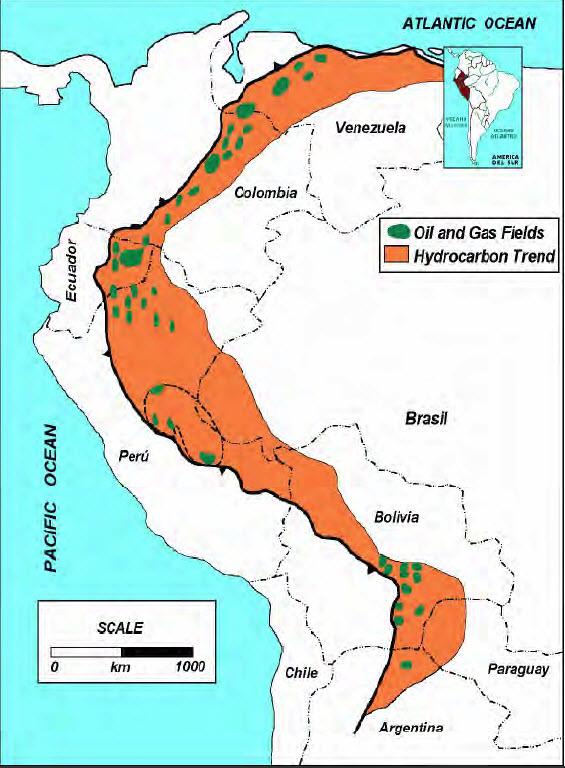 ATLANTIC OCEAN
AMERICA
DEL SUR
Venezuela
Colombia
Oil and Gas Fields
Hydrocarbon Trend
Ecuador
Brasil
PACIFIC OCEAN
Perú
Bolivia
SCALE
0 km 1000
Chile
Paraguay
Argentina